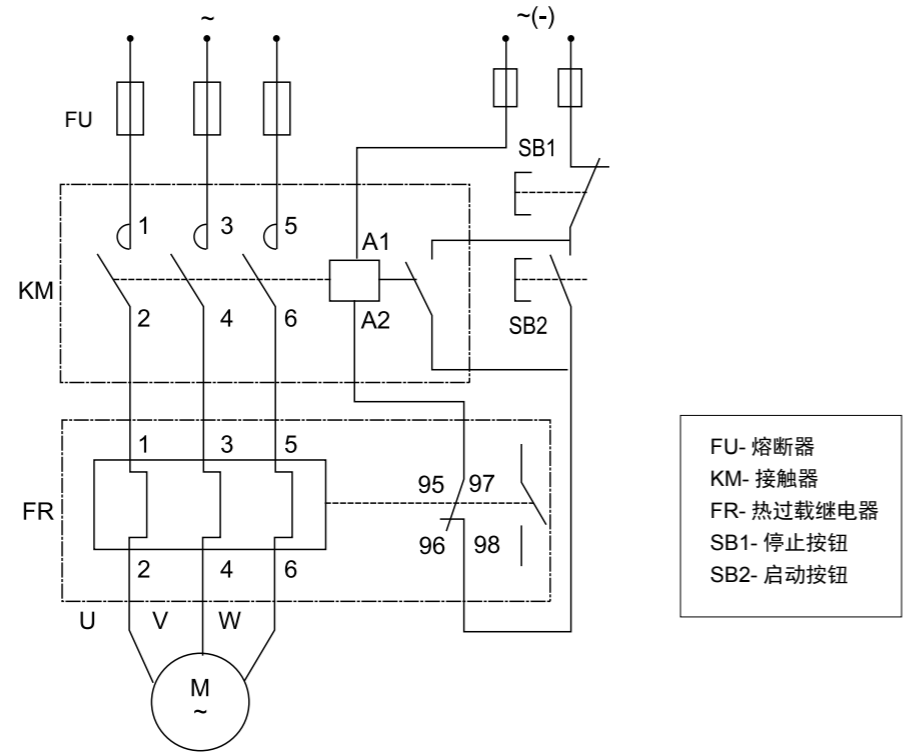 ~ ~(-)
FU
SB1
1 3 5
A1
KM
2 4 6 A2
SB2
1 3 5
95 97
FR
96 98
2 4 6
U V W
M
~
FU- 熔断器
KM- 接触器
FR- 热过载继电器
SB1- 停止按钮
SB2- 启动按钮